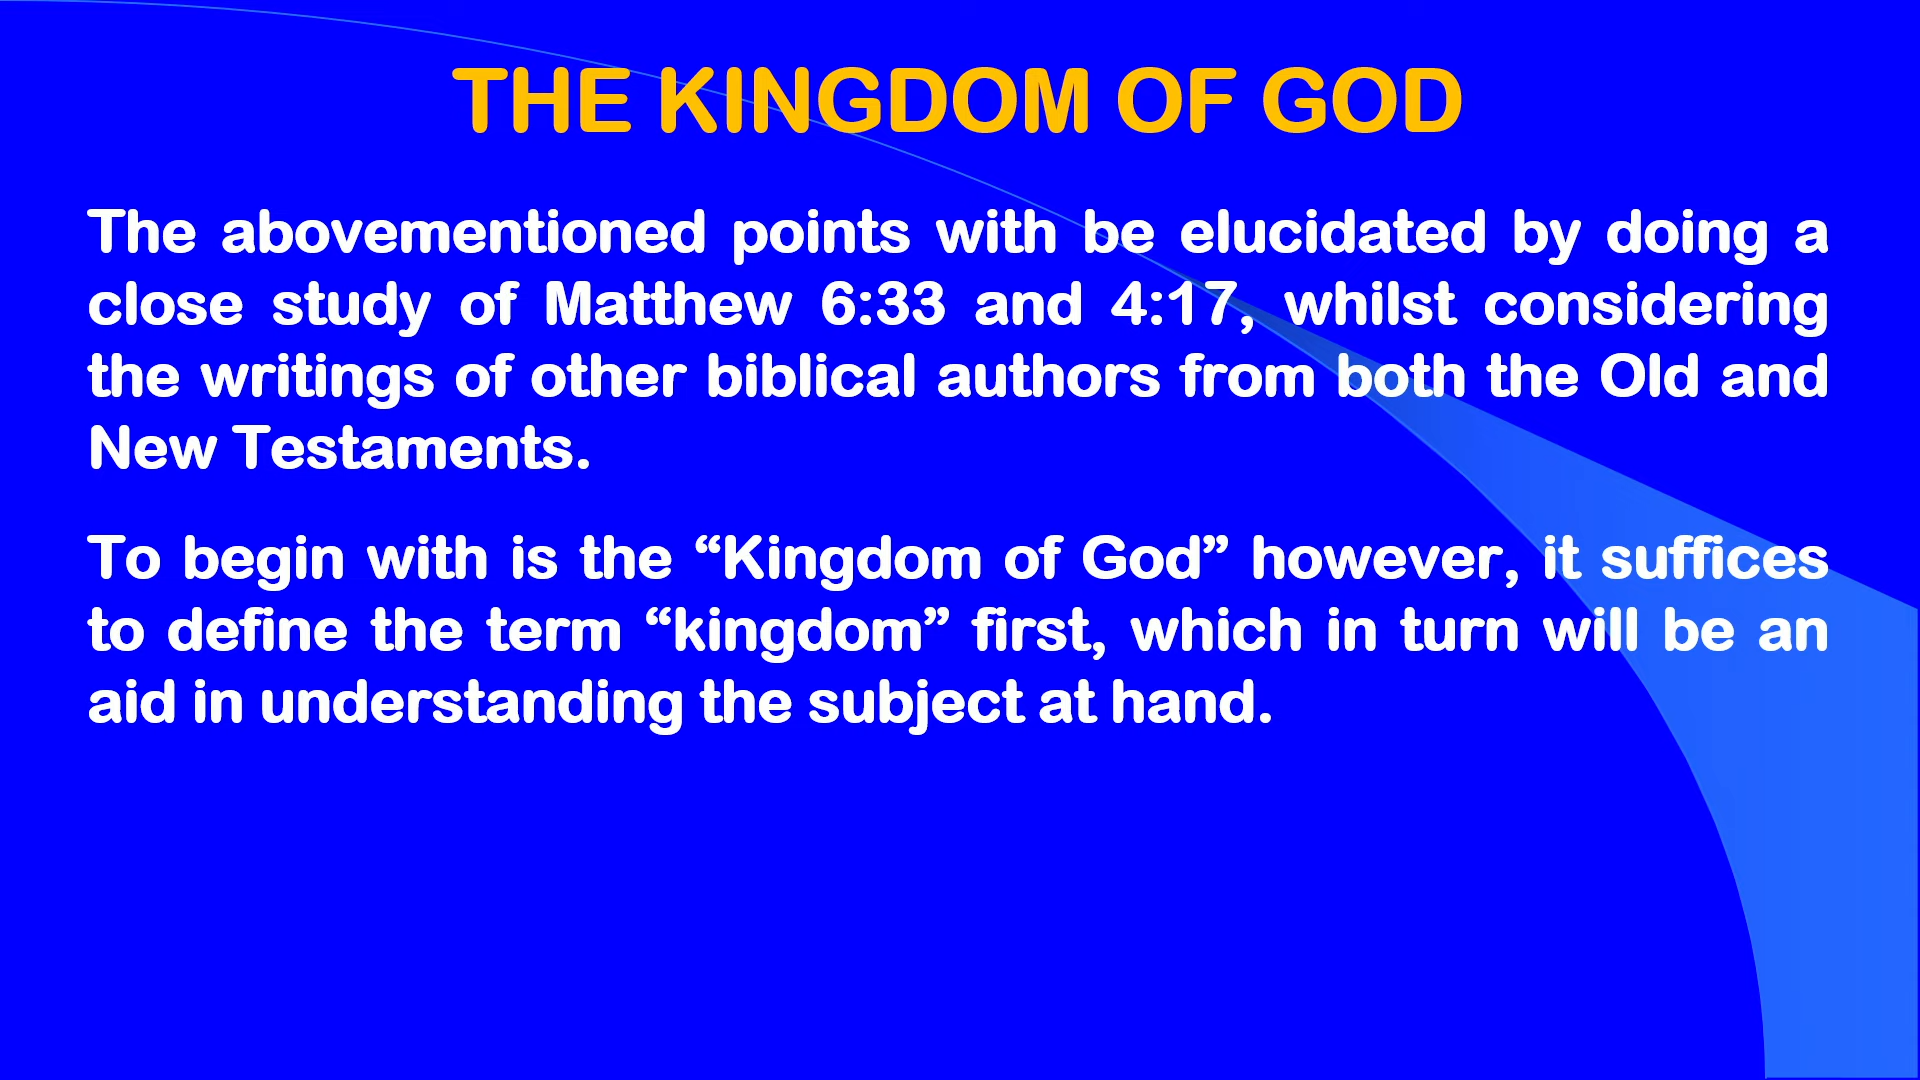 THE KINGDOM OF GOD
The abovementioned points with be elucidated by doing a
close study of Matthew 6:33 and 4:17, whilst considering
the writings of other biblical authors from both the Old and
New Testaments.
To begin with is the “Kingdom of God” however, it suffices
to define the term “kingdom” first, which in turn will be an
aid in understanding the subject at hand.